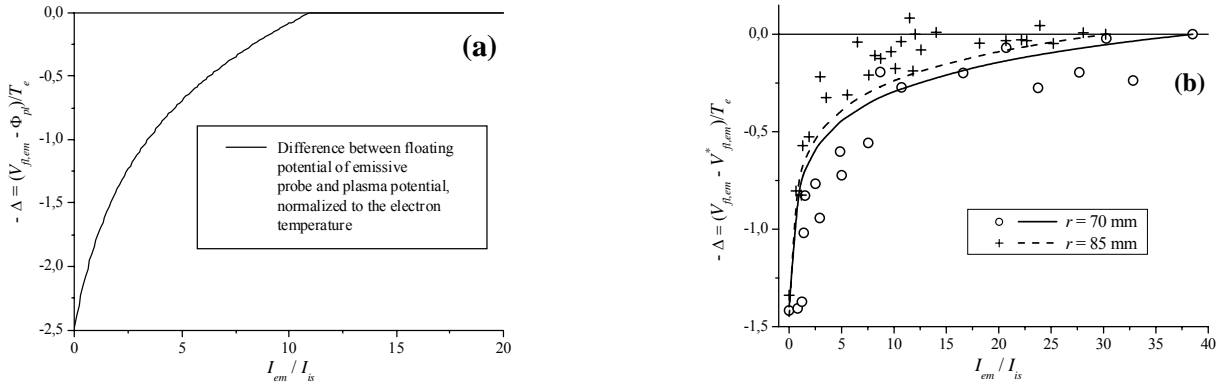 (a)
0,0
-0,5
-1,0
-1,5
-2,0
-2,5
0
5
10
15
20
- Δ = (V_fl,em - Φ_pl)/T_e
I_em / I_is
Difference between floating
potential of emissive
probe and plasma potential,
normalized to the electron
temperature
(b)
0,0
-0,5
-1,0
-1,5
0
5
10
15
20
25
30
35
40
- Δ = (V_fl,em - V*_fl,em)/T_e
I_em / I_is
r = 70 mm
r = 85 mm